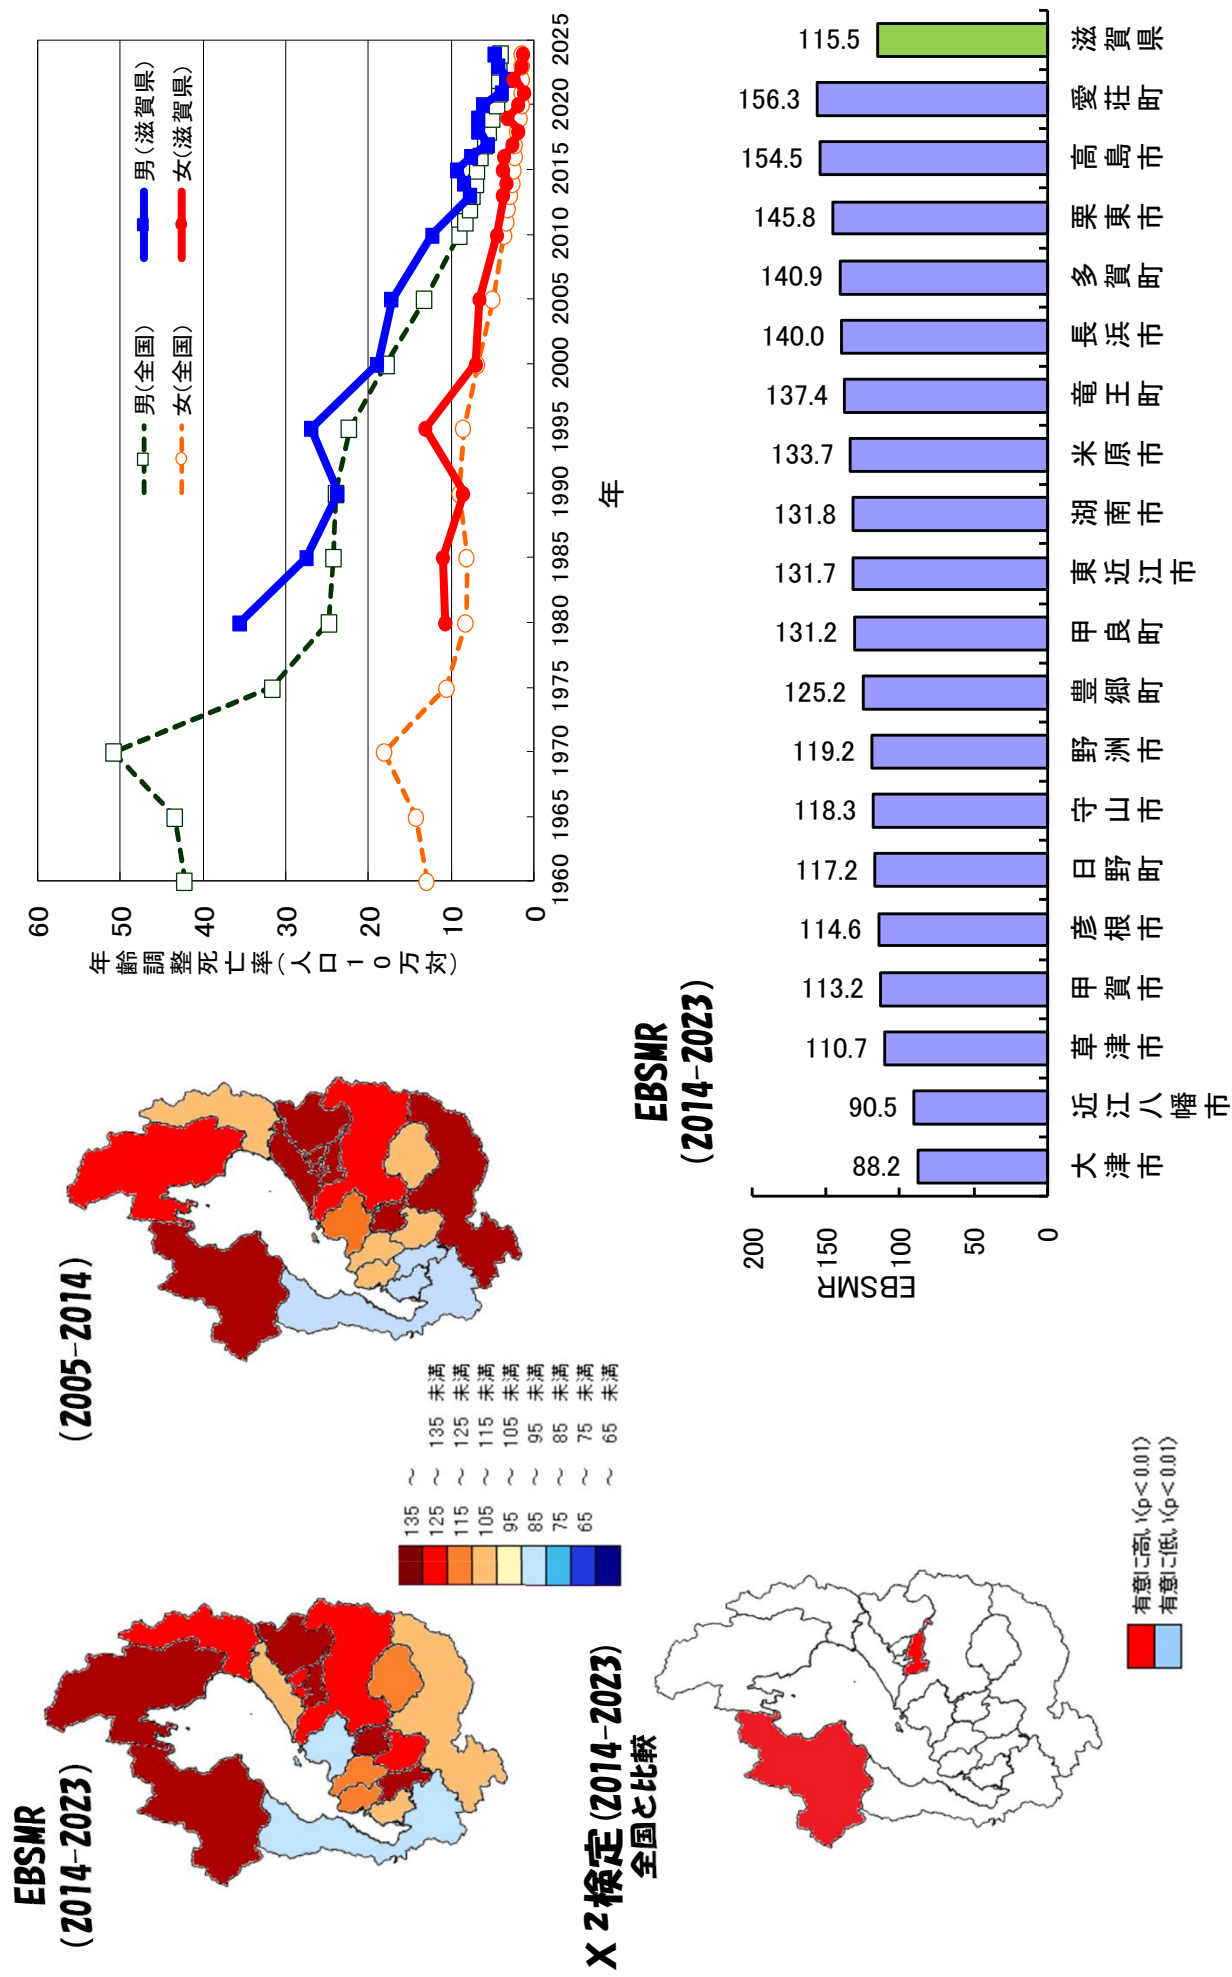 EBSMR
(2014-2023)
(2005-2014)
135 ～
125 ～ 135 未満
115 ～ 125 未満
105 ～ 115 未満
95 ～ 105 未満
85 ～ 95 未満
75 ～ 85 未満
65 ～ 75 未満
～ 65 未満
年齢調整死亡率(人口１０万対)
60
50
40
30
20
10
0
男(全国)
男(滋賀県)
女(全国)
女(滋賀県)
1960 1965 1970 1975 1980 1985 1990 1995 2000 2005 2010 2015 2020 2025
年
X²検定(2014-2023)
全国と比較
有意に高い(p<0.01)
有意に低い(p<0.01)
EBSMR
(2014-2023)
EBSMR
200
150
100
50
0
88.2 90.5 110.7 113.2 114.6 117.2 118.3 119.2 125.2 131.2 131.7 131.8 133.7 137.4 140.0 140.9 145.8 154.5 156.3 115.5
大津市 近江八幡市 草津市 甲賀市 彦根市 日野町 守山市 野洲市 豊郷町 甲良町 東近江市 湖南市 米原市 竜王町 長浜市 多賀町 栗東市 高島市 愛荘町 滋賀県